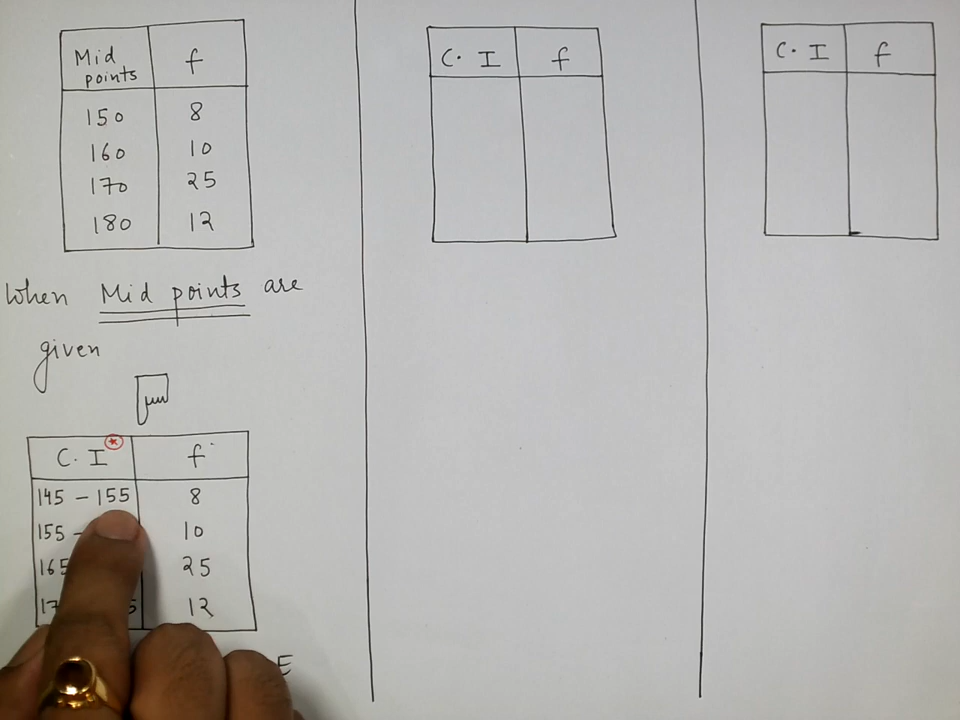 Mid points f
150 8
160 10
170 25
180 12
When Mid points are
given
C. I f
145 - 155 8
155 - 10
165 25
12
E
C. I f
C. I f